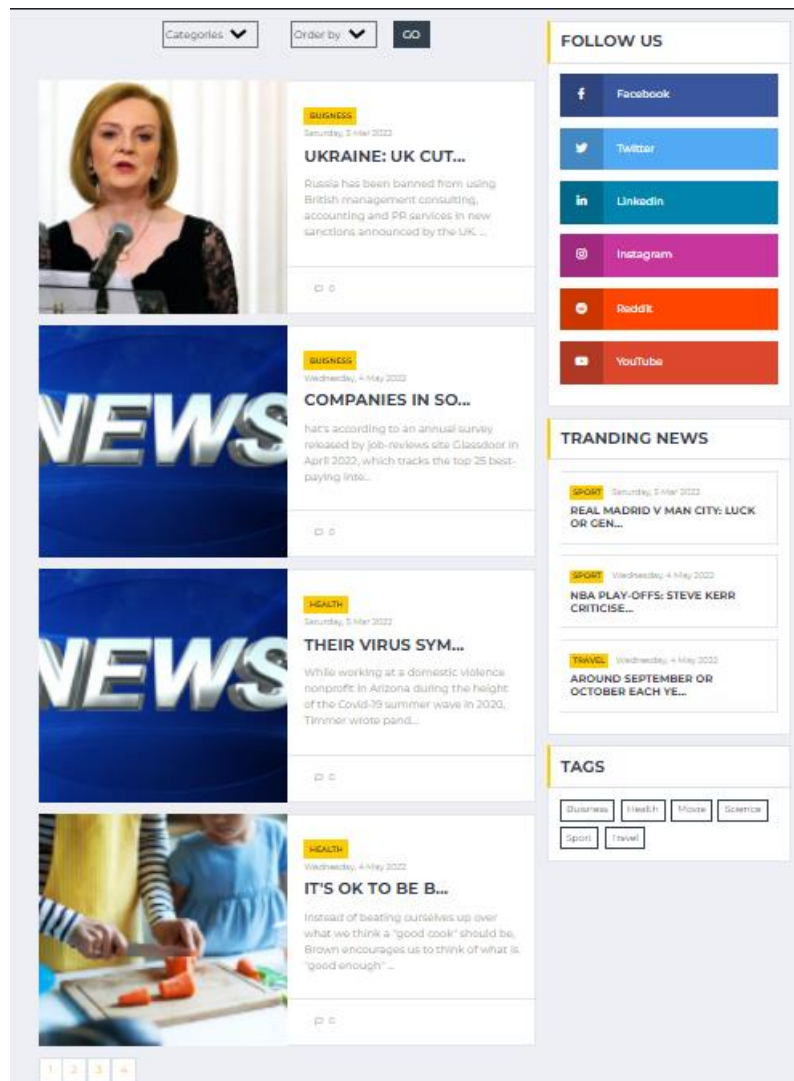 Categories
Order by
GO
BUISNESS
Saturday, 5 Mar 2022
UKRAINE: UK CUT...
Russia has been banned from using
British management consulting,
accounting and PR services in new
sanctions announced by the UK. ...
0
NEWS
BUISNESS
Wednesday, 4 May 2022
COMPANIES IN SO...
hat's according to an annual survey
released by job-reviews site Glassdoor in
April 2022, which tracks the top 25 best-
paying inte...
0
NEWS
HEALTH
Saturday, 5 Mar 2022
THEIR VIRUS SYM...
While working at a domestic violence
nonprofit in Arizona during the height
of the Covid-19 summer wave in 2020,
Timmer wrote pand...
0
HEALTH
Wednesday, 4 May 2022
IT'S OK TO BE B...
Instead of beating ourselves up over
what we think a "good cook" should be,
Brown encourages us to think of what is
"good enough" ...
0
1 2 3 4
FOLLOW US
Facebook
Twitter
Linkedin
Instagram
Reddit
YouTube
TRANDING NEWS
SPORT Saturday, 5 Mar 2022
REAL MADRID V MAN CITY: LUCK
OR GEN...
SPORT Wednesday, 4 May 2022
NBA PLAY-OFFS: STEVE KERR
CRITICISE...
TRAVEL Wednesday, 4 May 2022
AROUND SEPTEMBER OR
OCTOBER EACH YE...
TAGS
Buisness Health Movie Science
Sport Travel